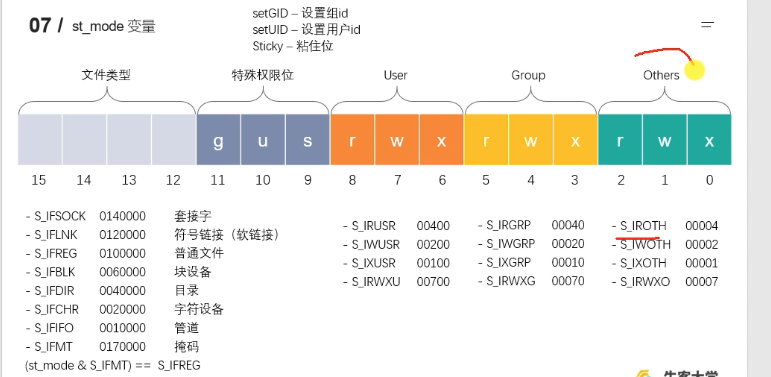 07 / st_mode 变量
setGID – 设置组id
setUID – 设置用户id
Sticky – 粘住位
文件类型 特殊权限位 User Group Others
g u s r w x r w x r w x
15 14 13 12 11 10 9 8 7 6 5 4 3 2 1 0
- S_IFSOCK 0140000 套接字
- S_IFLNK 0120000 符号链接（软链接）
- S_IFREG 0100000 普通文件
- S_IFBLK 0060000 块设备
- S_IFDIR 0040000 目录
- S_IFCHR 0020000 字符设备
- S_IFIFO 0010000 管道
- S_IFMT 0170000 掩码
(st_mode & S_IFMT) == S_IFREG
- S_IRUSR 00400
- S_IWUSR 00200
- S_IXUSR 00100
- S_IRWXU 00700
- S_IRGRP 00040
- S_IWGRP 00020
- S_IXGRP 00010
- S_IRWXG 00070
- S_IROTH 00004
- S_IWOTH 00002
- S_IXOTH 00001
- S_IRWXO 00007